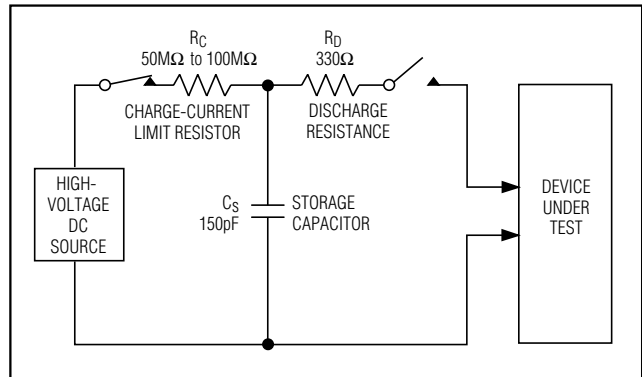 R_C
50MΩ to 100MΩ
CHARGE-CURRENT
LIMIT RESISTOR
R_D
330Ω
DISCHARGE
RESISTANCE
HIGH-
VOLTAGE
DC
SOURCE
C_S
150pF
STORAGE
CAPACITOR
DEVICE
UNDER
TEST